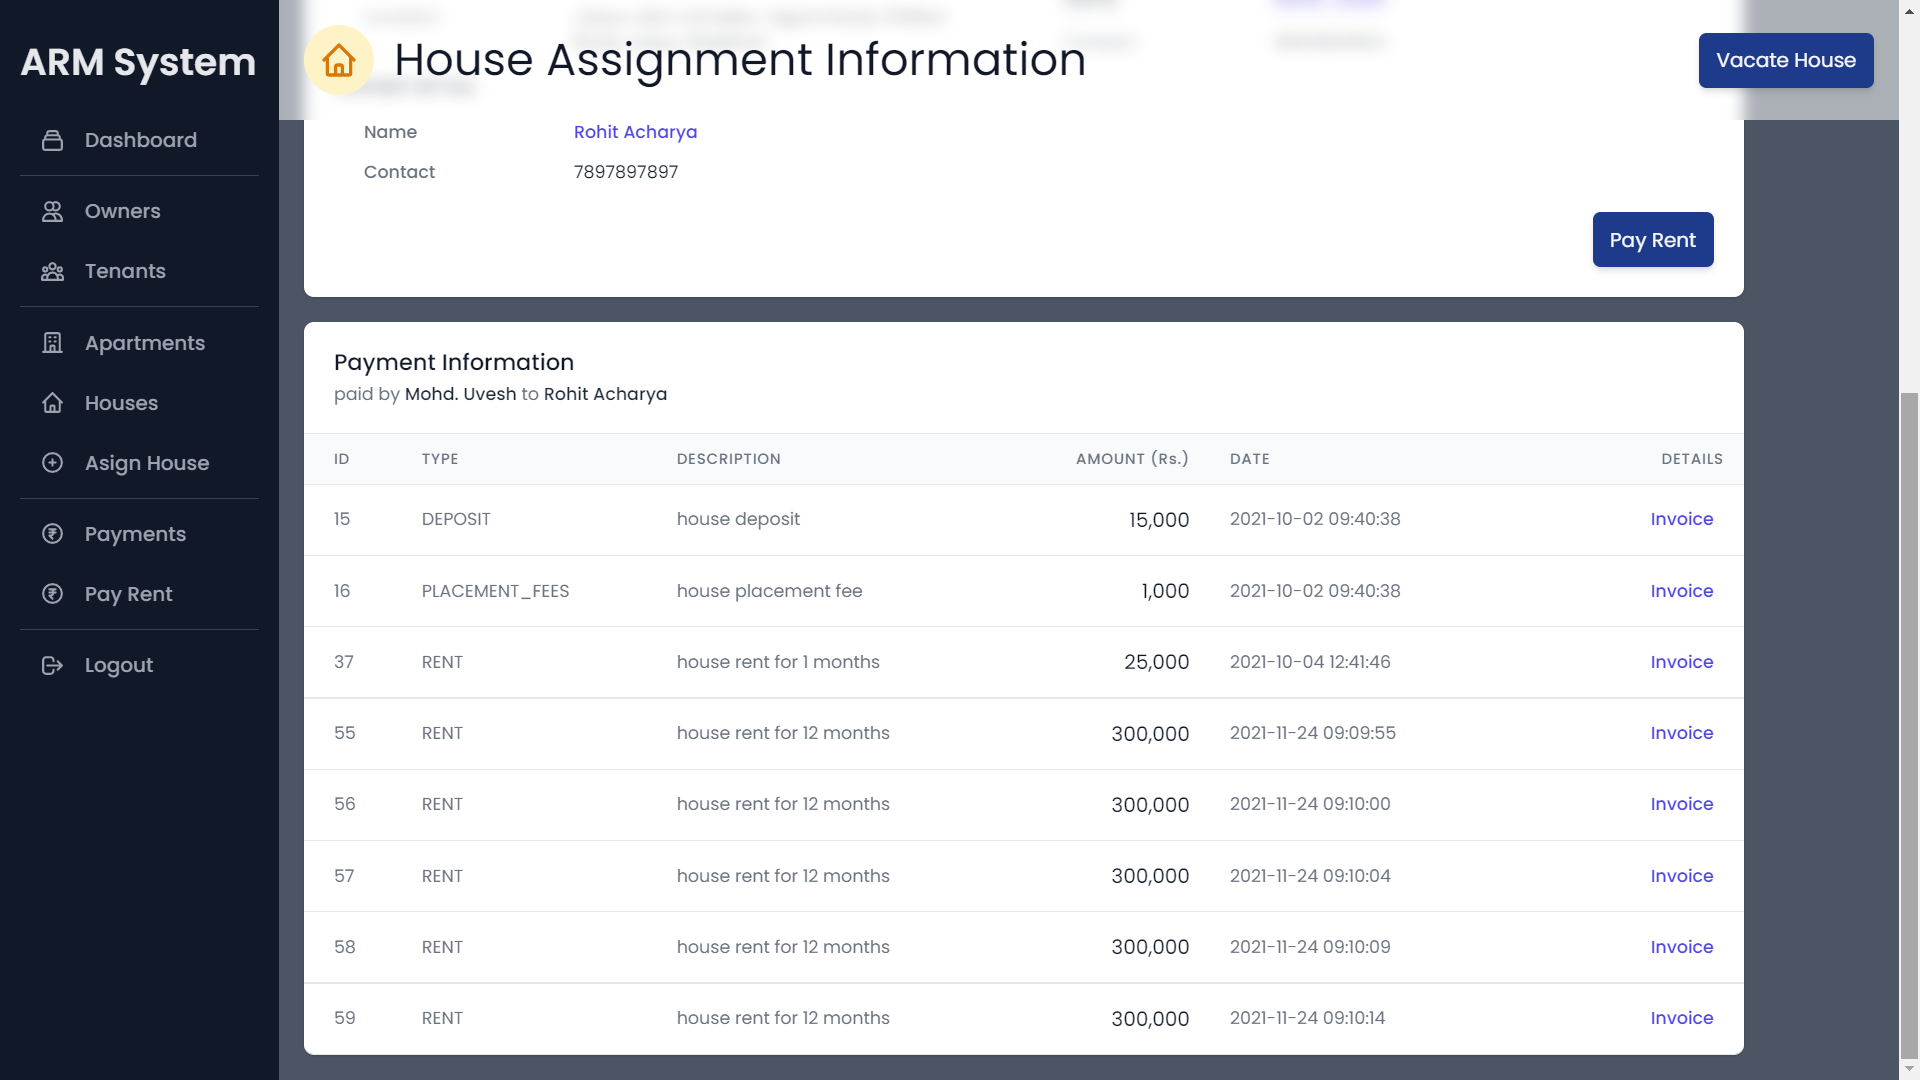 ARM System
Dashboard
Owners
Tenants
Apartments
Houses
Asign House
Payments
Pay Rent
Logout
House Assignment Information
Vacate House
Name Rohit Acharya
Contact 7897897897
Pay Rent
Payment Information
paid by Mohd. Uvesh to Rohit Acharya
ID TYPE DESCRIPTION AMOUNT (Rs.) DATE DETAILS
15 DEPOSIT house deposit 15,000 2021-10-02 09:40:38 Invoice
16 PLACEMENT_FEES house placement fee 1,000 2021-10-02 09:40:38 Invoice
37 RENT house rent for 1 months 25,000 2021-10-04 12:41:46 Invoice
55 RENT house rent for 12 months 300,000 2021-11-24 09:09:55 Invoice
56 RENT house rent for 12 months 300,000 2021-11-24 09:10:00 Invoice
57 RENT house rent for 12 months 300,000 2021-11-24 09:10:04 Invoice
58 RENT house rent for 12 months 300,000 2021-11-24 09:10:09 Invoice
59 RENT house rent for 12 months 300,000 2021-11-24 09:10:14 Invoice